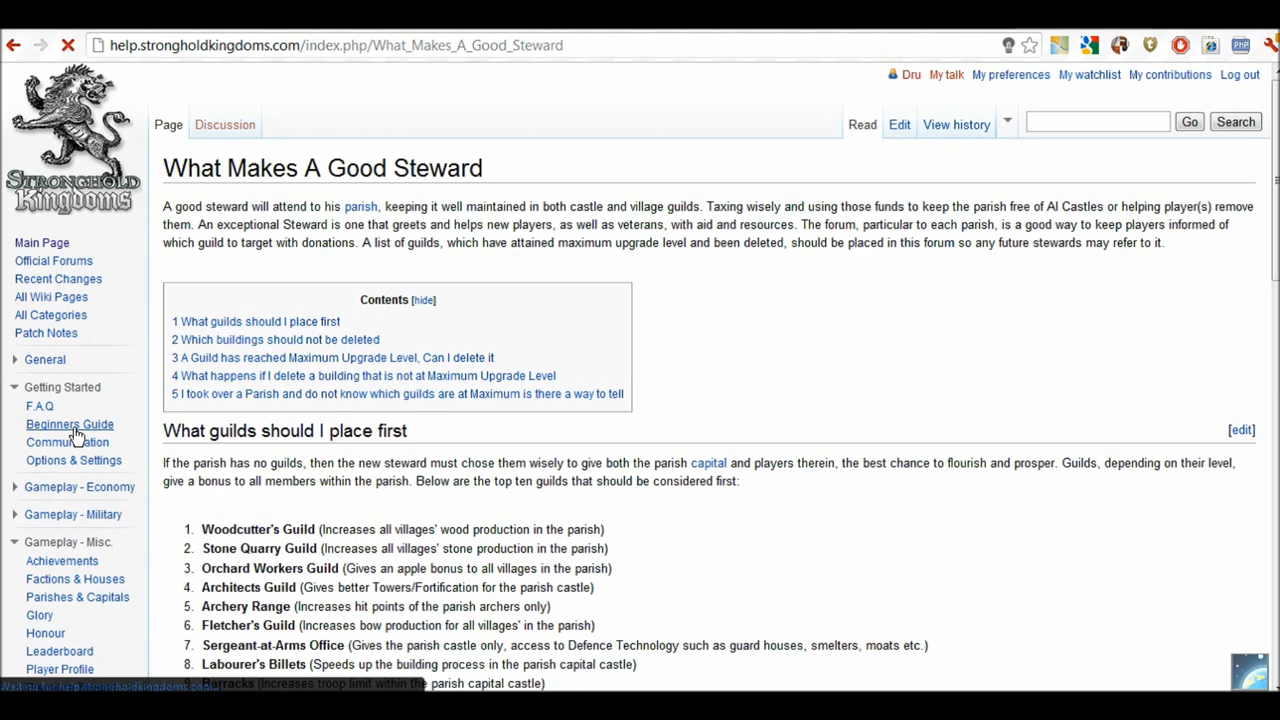 help.strongholdkingdoms.com/index.php/What_Makes_A_Good_Steward
PHP
Dru My talk My preferences My watchlist My contributions Log out
STRONGHOLD
Kingdoms
Page Discussion Read Edit View history Go Search
What Makes A Good Steward
A good steward will attend to his parish, keeping it well maintained in both castle and village guilds. Taxing wisely and using those funds to keep the parish free of AI Castles or helping player(s) remove
them. An exceptional Steward is one that greets and helps new players, as well as veterans, with aid and resources. The forum, particular to each parish, is a good way to keep players informed of
which guild to target with donations. A list of guilds, which have attained maximum upgrade level and been deleted, should be placed in this forum so any future stewards may refer to it.
Contents [hide]
1 What guilds should I place first
2 Which buildings should not be deleted
3 A Guild has reached Maximum Upgrade Level, Can I delete it
4 What happens if I delete a building that is not at Maximum Upgrade Level
5 I took over a Parish and do not know which guilds are at Maximum is there a way to tell
What guilds should I place first [edit]
If the parish has no guilds, then the new steward must chose them wisely to give both the parish capital and players therein, the best chance to flourish and prosper. Guilds, depending on their level,
give a bonus to all members within the parish. Below are the top ten guilds that should be considered first:
1. Woodcutter's Guild (Increases all villages' wood production in the parish)
2. Stone Quarry Guild (Increases all villages' stone production in the parish)
3. Orchard Workers Guild (Gives an apple bonus to all villages in the parish)
4. Architects Guild (Gives better Towers/Fortification for the parish castle)
5. Archery Range (Increases hit points of the parish archers only)
6. Fletcher's Guild (Increases bow production for all villages' in the parish)
7. Sergeant-at-Arms Office (Gives the parish castle only, access to Defence Technology such as guard houses, smelters, moats etc.)
8. Labourer's Billets (Speeds up the building process in the parish capital castle)
9. Barracks (Increases troop limit within the parish capital castle)
Main Page
Official Forums
Recent Changes
All Wiki Pages
All Categories
Patch Notes
General
Getting Started
F.A.Q
Beginners Guide
Communication
Options & Settings
Gameplay - Economy
Gameplay - Military
Gameplay - Misc.
Achievements
Factions & Houses
Parishes & Capitals
Glory
Honour
Leaderboard
Player Profile